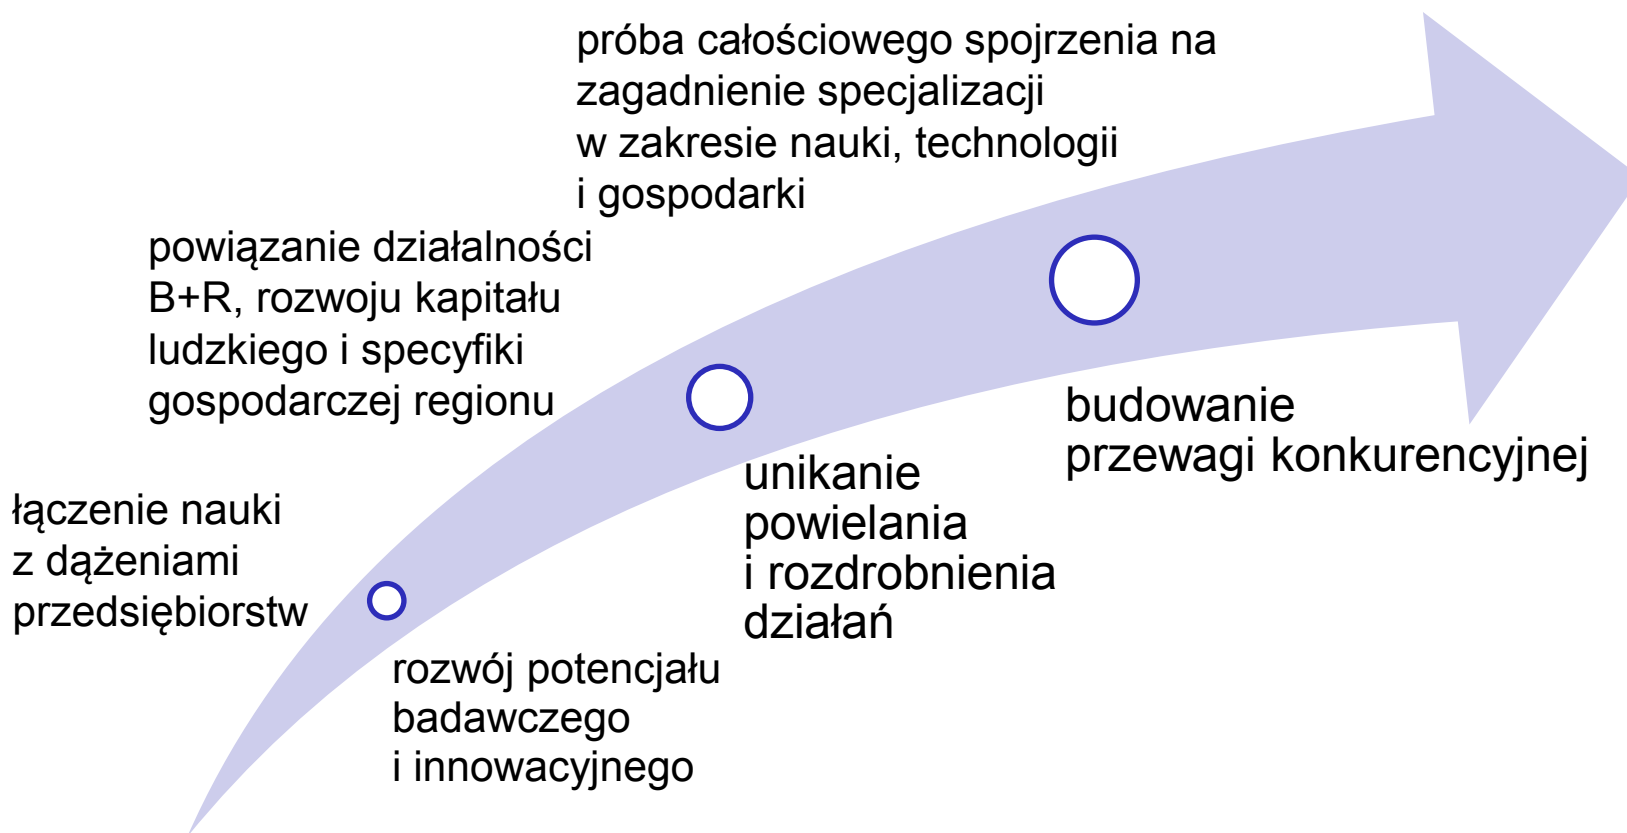 próba całościowego spojrzenia na
zagadnienie specjalizacji
w zakresie nauki, technologii
i gospodarki
powiązanie działalności
B+R, rozwoju kapitału
ludzkiego i specyfiki
gospodarczej regionu
łączenie nauki
z dążeniami
przedsiębiorstw
rozwój potencjału
badawczego
i innowacyjnego
unikanie
powielania
i rozdrobnienia
działań
budowanie
przewagi konkurencyjnej